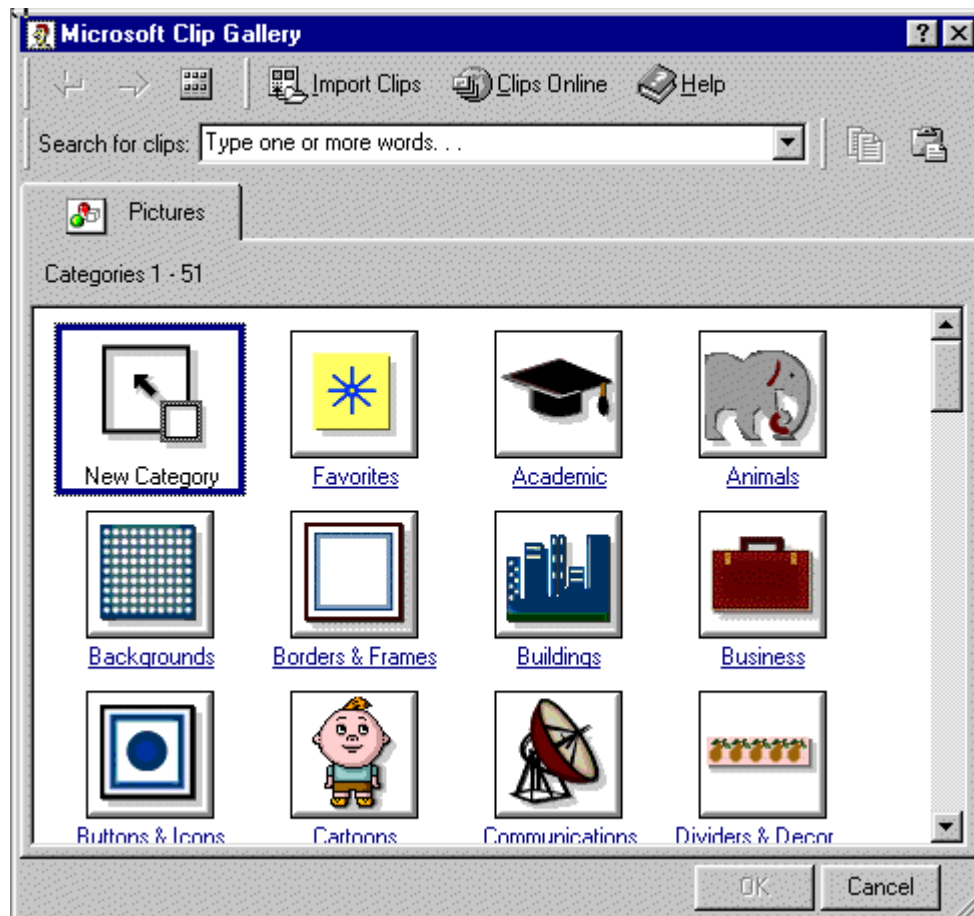 Microsoft Clip Gallery
Import Clips Clips Online Help
Search for clips: Type one or more words. . .
Pictures
Categories 1 - 51
New Category Favorites Academic Animals
Backgrounds Borders & Frames Buildings Business
Buttons & Icons Cartoons Communications Dividers & Decor
OK Cancel